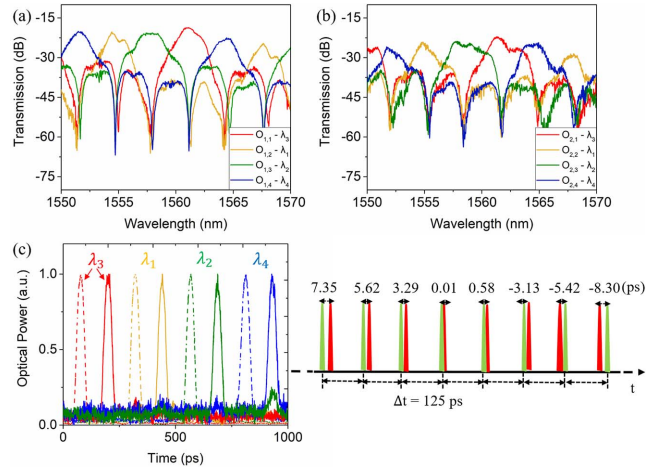 (a)
-15
-30
-45
-60
-75
Transmission (dB)
O1,1 - λ3
O1,2 - λ1
O1,3 - λ2
O1,4 - λ4
1550 1555 1560 1565 1570
Wavelength (nm)
(b)
-15
-30
-45
-60
-75
Transmission (dB)
O2,1 - λ3
O2,2 - λ1
O2,3 - λ2
O2,4 - λ4
1550 1555 1560 1565 1570
Wavelength (nm)
(c)
λ3 λ1 λ2 λ4
1.0
0.5
0.0
Optical Power (a.u.)
0 500 1000
Time (ps)
7.35 5.62 3.29 0.01 0.58 -3.13 -5.42 -8.30(ps)
t
Δt = 125 ps